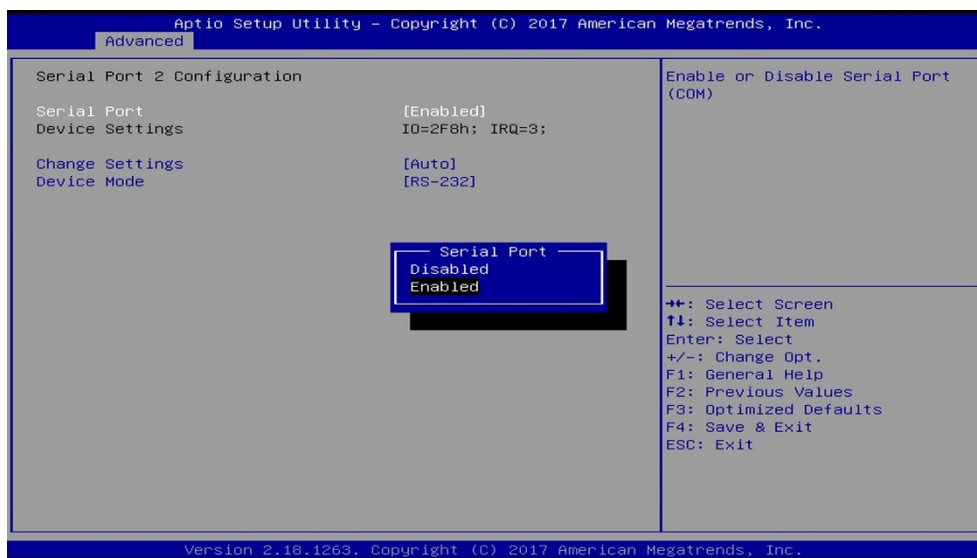 Aptio Setup Utility – Copyright (C) 2017 American Megatrends, Inc.
Advanced
Serial Port 2 Configuration
Serial Port [Enabled]
Device Settings IO=2F8h; IRQ=3;
Change Settings [Auto]
Device Mode [RS-232]
Serial Port
Disabled
Enabled
Enable or Disable Serial Port
(COM)
→←: Select Screen
↑↓: Select Item
Enter: Select
+/-: Change Opt.
F1: General Help
F2: Previous Values
F3: Optimized Defaults
F4: Save & Exit
ESC: Exit
Version 2.18.1263. Copyright (C) 2017 American Megatrends, Inc.